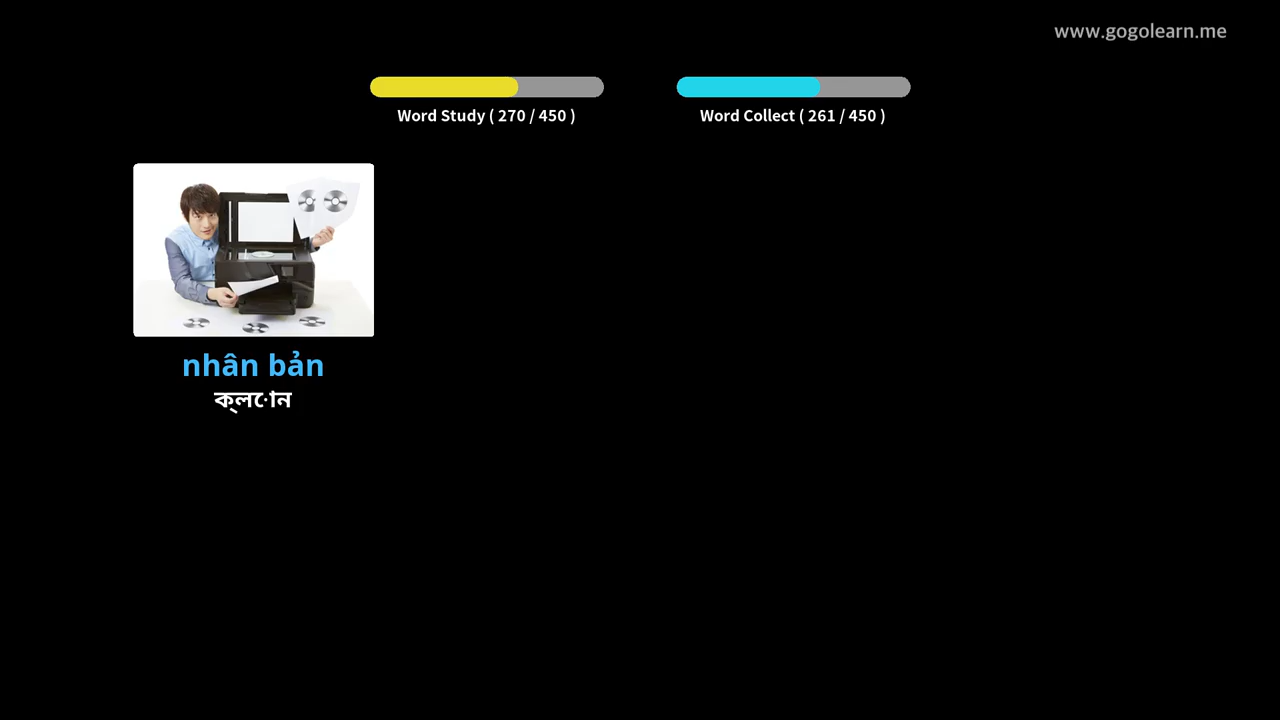 www.gogolearn.me
Word Study ( 270 / 450 )
Word Collect ( 261 / 450 )
nhân bản
ক্লোন